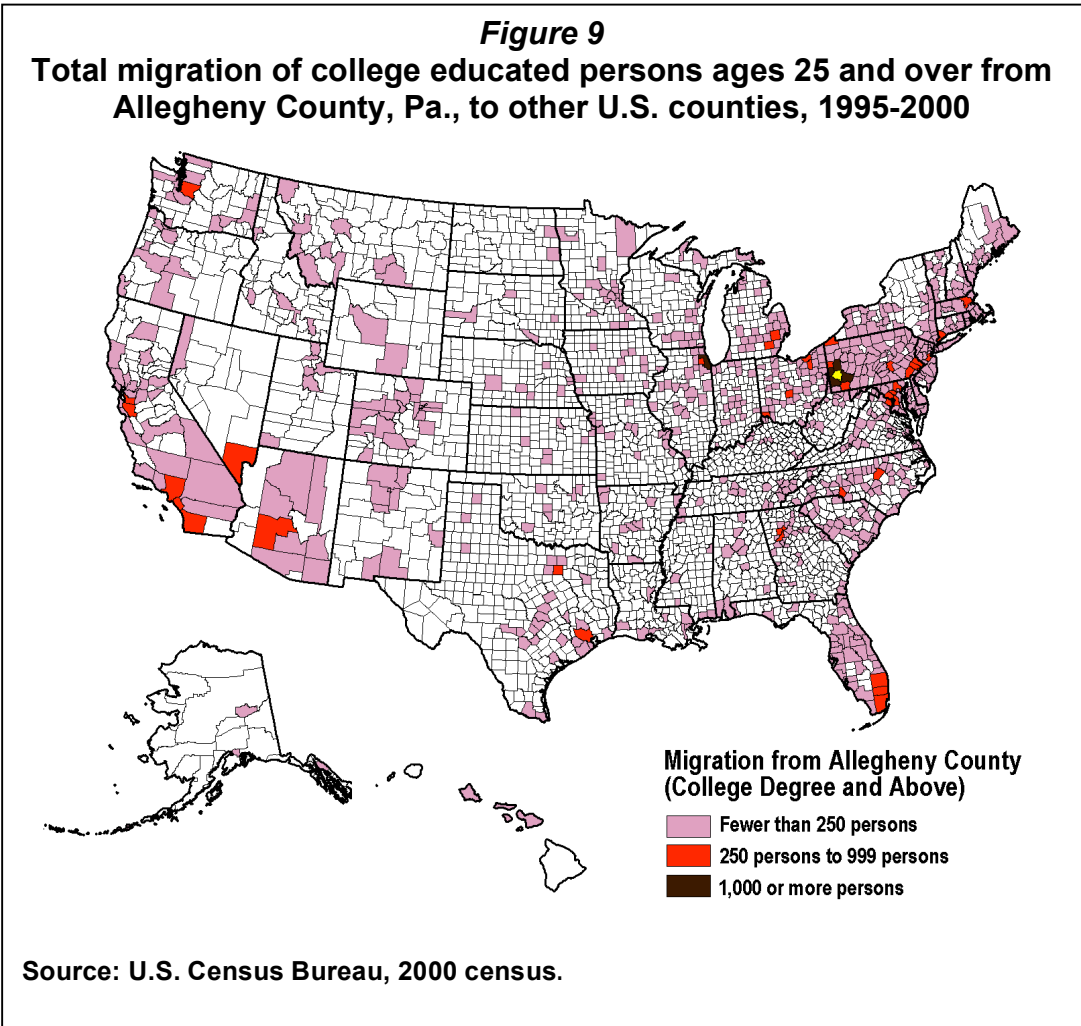 Figure 9
Total migration of college educated persons ages 25 and over from
Allegheny County, Pa., to other U.S. counties, 1995-2000
Migration from Allegheny County
(College Degree and Above)
Fewer than 250 persons
250 persons to 999 persons
1,000 or more persons
Source: U.S. Census Bureau, 2000 census.